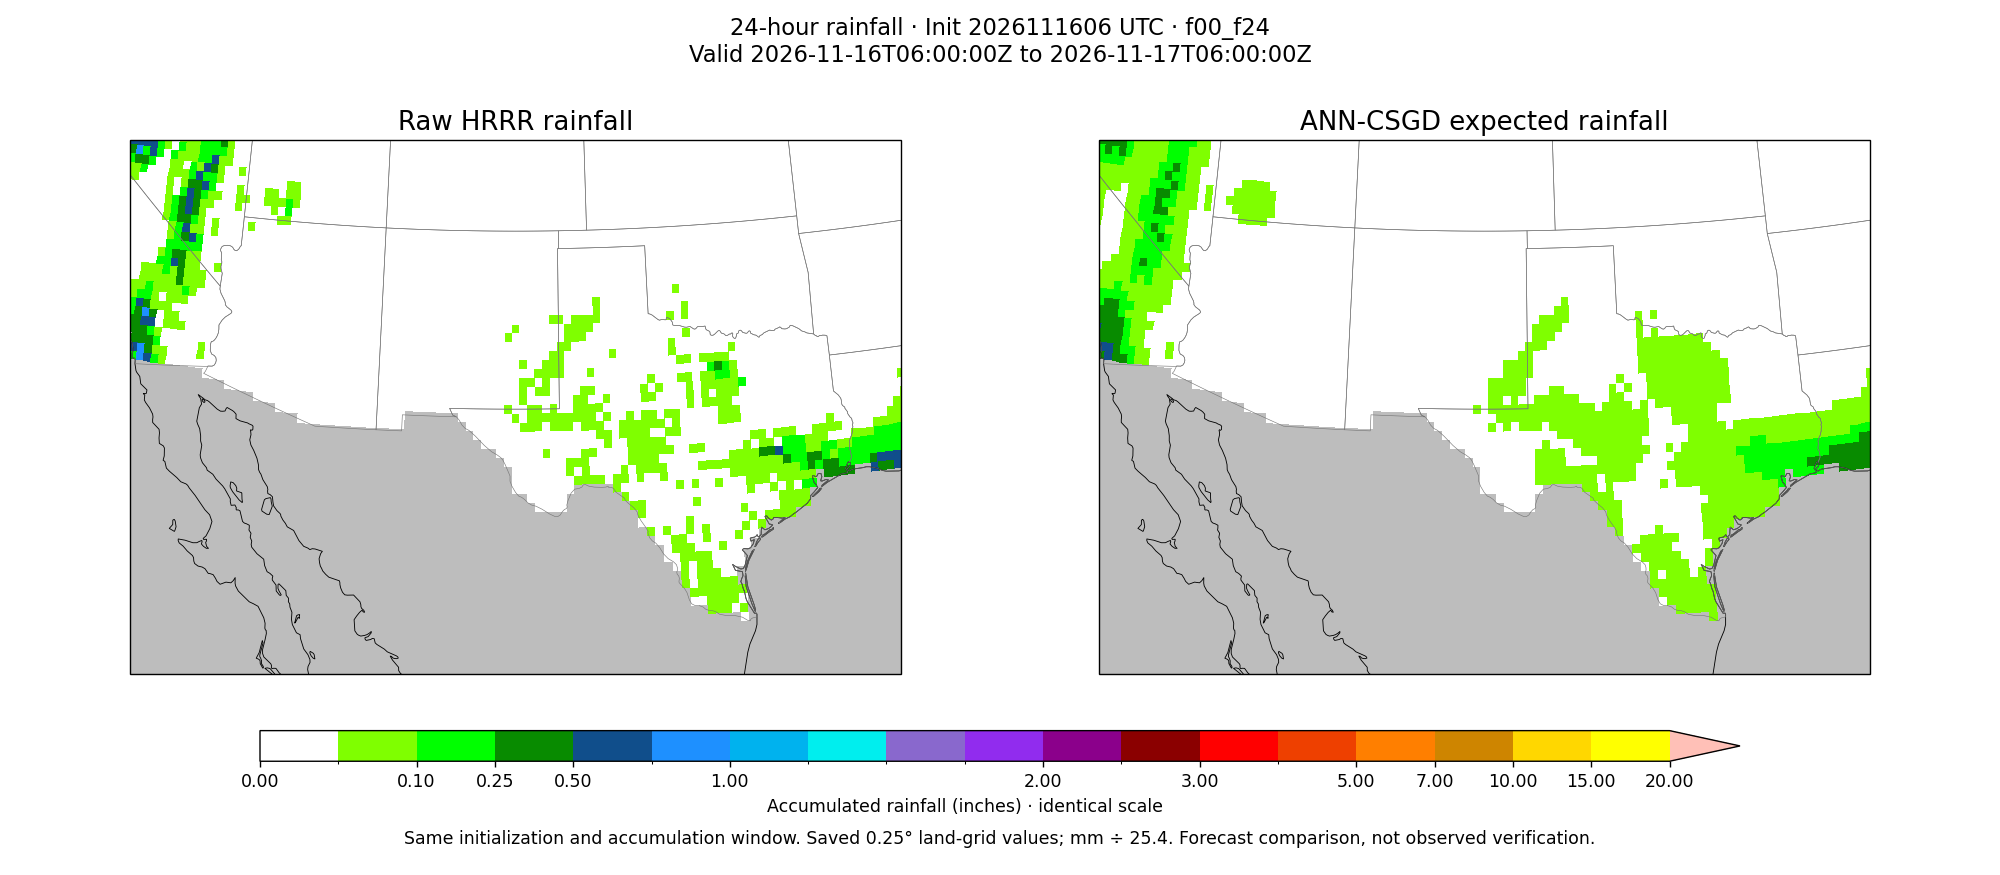 24-hour rainfall · Init 2026111606 UTC · f00_f24
Valid 2026-11-16T06:00:00Z to 2026-11-17T06:00:00Z
Raw HRRR rainfall
ANN-CSGD expected rainfall
0.00 0.10 0.25 0.50 1.00 2.00 3.00 5.00 7.00 10.00 15.00 20.00
Accumulated rainfall (inches) · identical scale
Same initialization and accumulation window. Saved 0.25° land-grid values; mm ÷ 25.4. Forecast comparison, not observed verification.